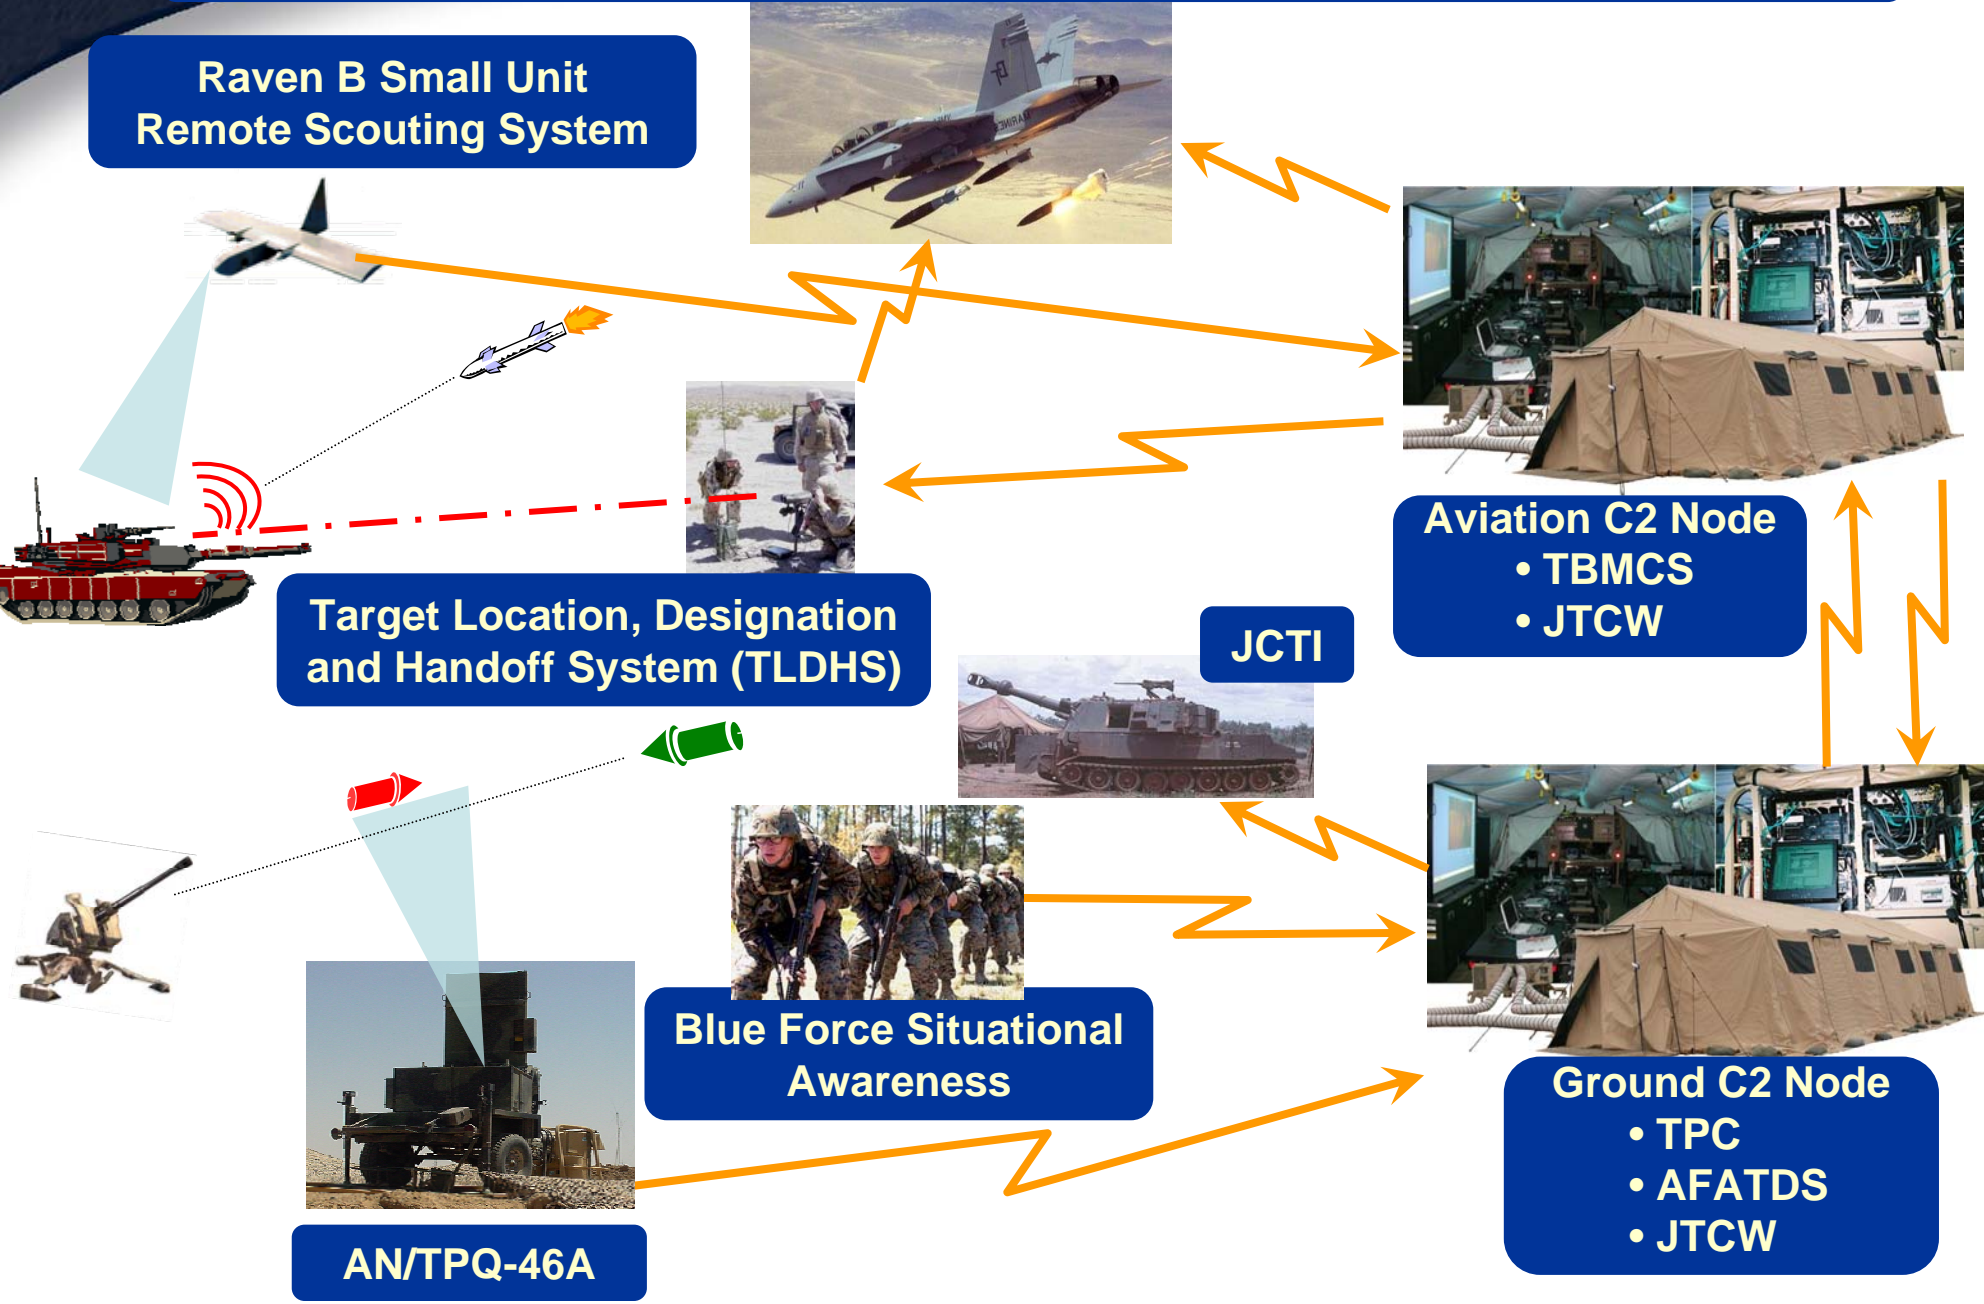 Raven B Small Unit
Remote Scouting System
Target Location, Designation
and Handoff System (TLDHS)
Aviation C2 Node
• TBMCS
• JTCW
JCTI
Blue Force Situational
Awareness
Ground C2 Node
• TPC
• AFATDS
• JTCW
AN/TPQ-46A